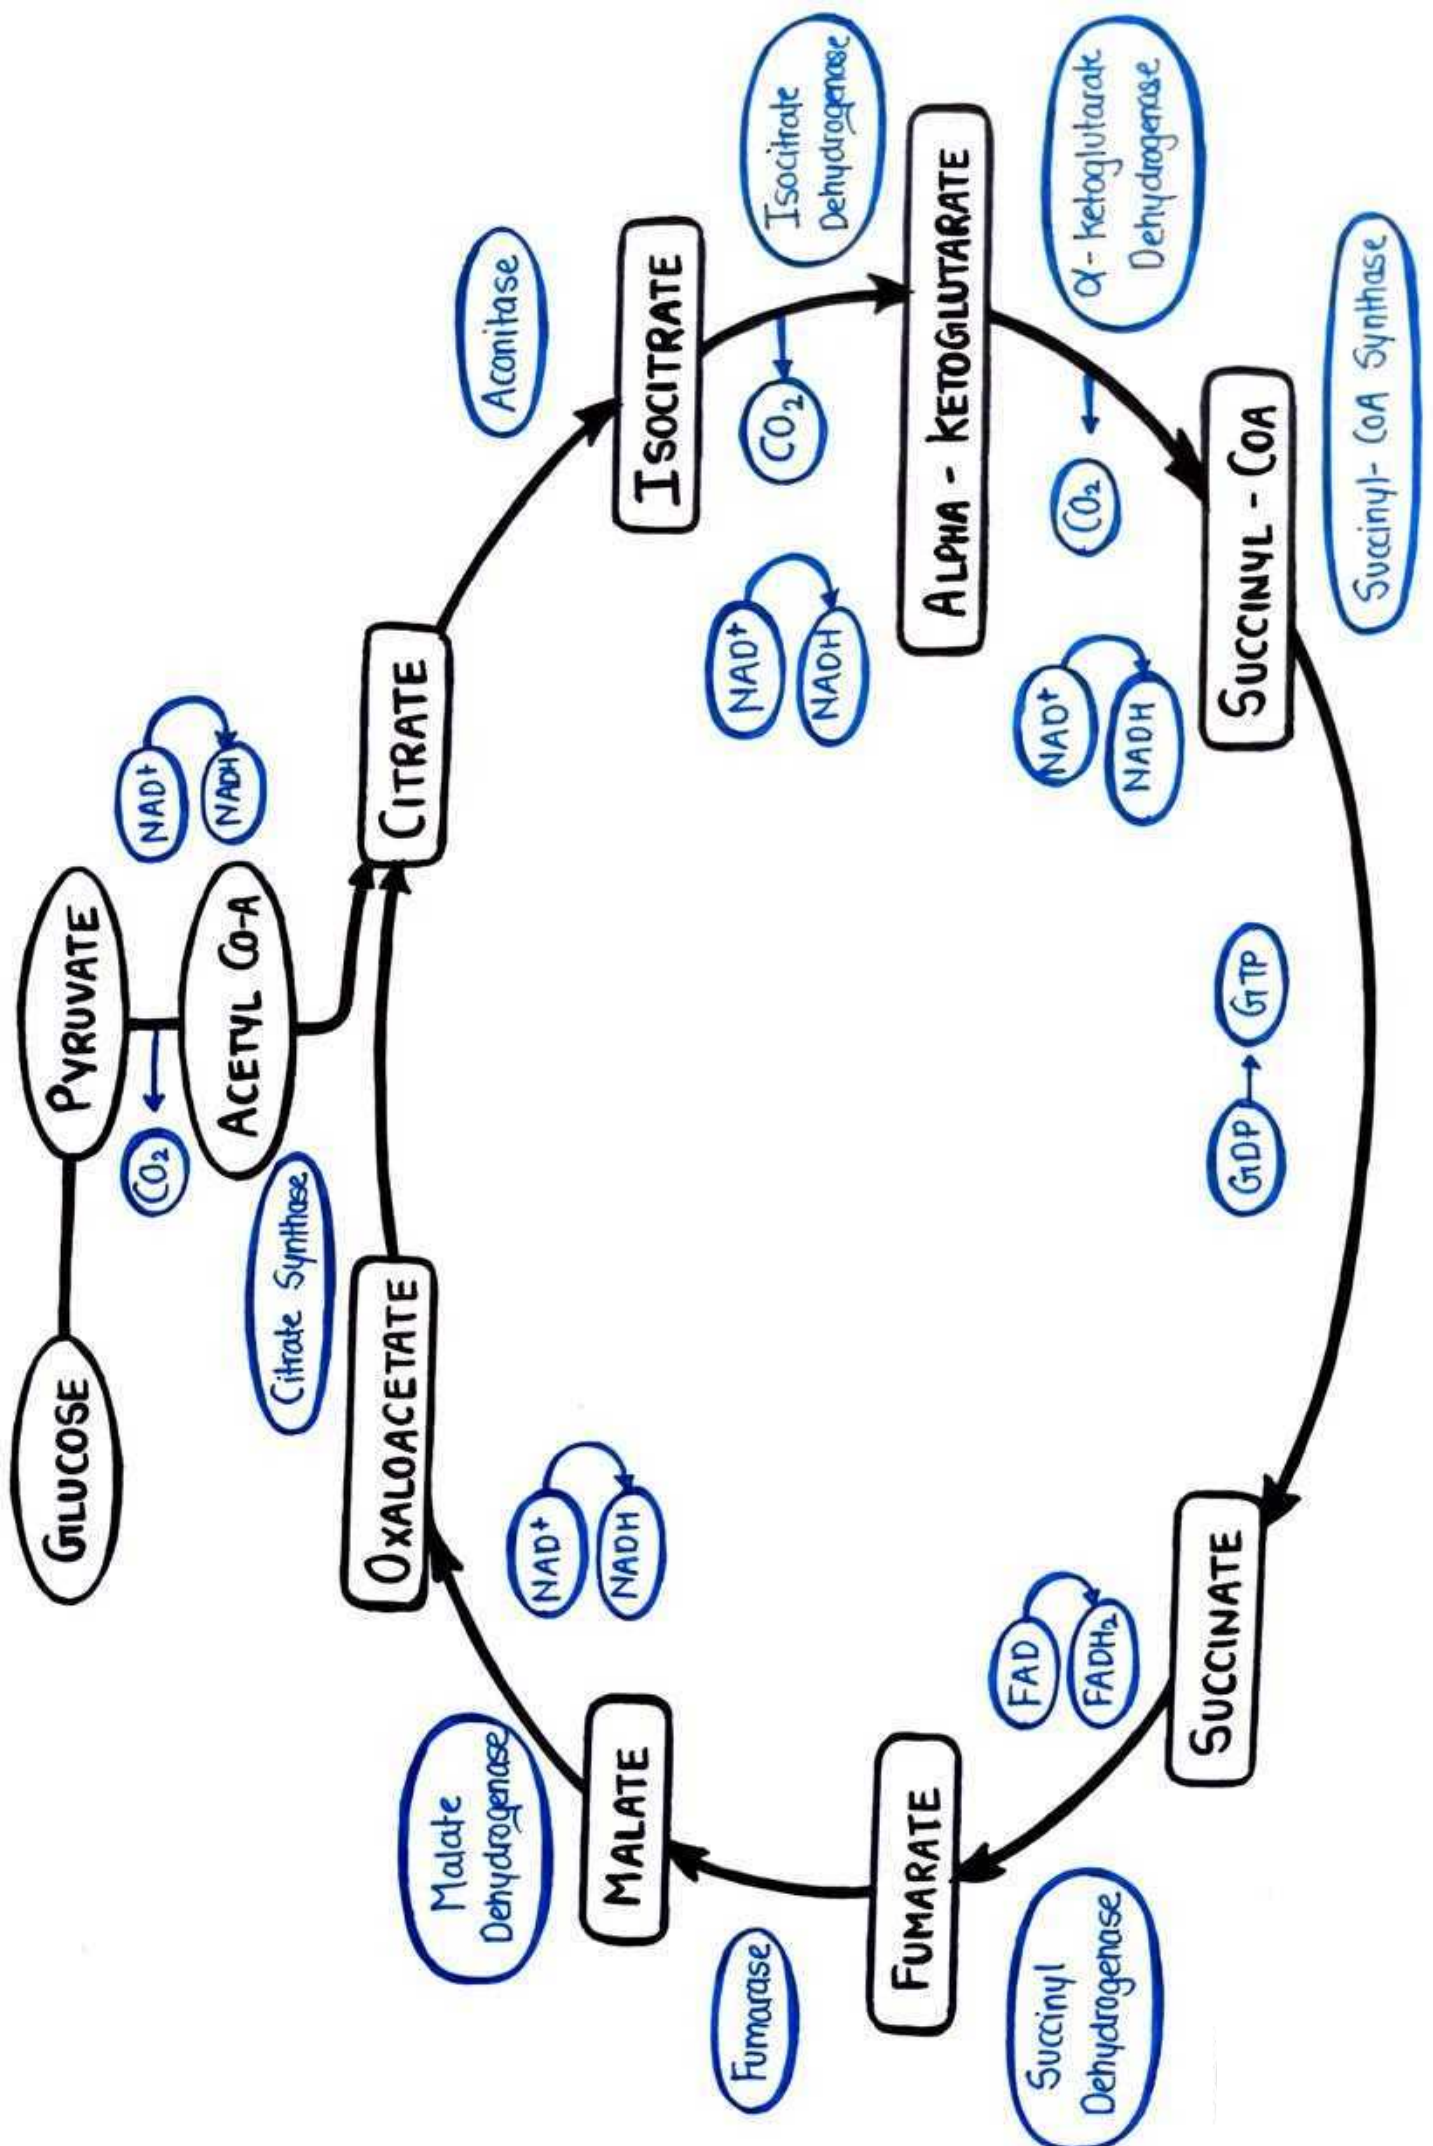 GLUCOSE
PYRUVATE
CO₂
NAD+
NADH
ACETYL CO-A
Citrate Synthase
OXALOACETATE
CITRATE
Aconitase
ISOCITRATE
Isocitrate
Dehydrogenase
CO₂
NAD+
NADH
ALPHA - KETOGLUTARATE
α-ketoglutarate
Dehydrogenase
CO₂
NAD+
NADH
SUCCINYL - COA
Succinyl- CoA Synthase
GDP
GTP
SUCCINATE
FAD
FADH₂
Succinyl
Dehydrogenase
FUMARATE
Fumarase
MALATE
Malate
Dehydrogenase
NAD+
NADH